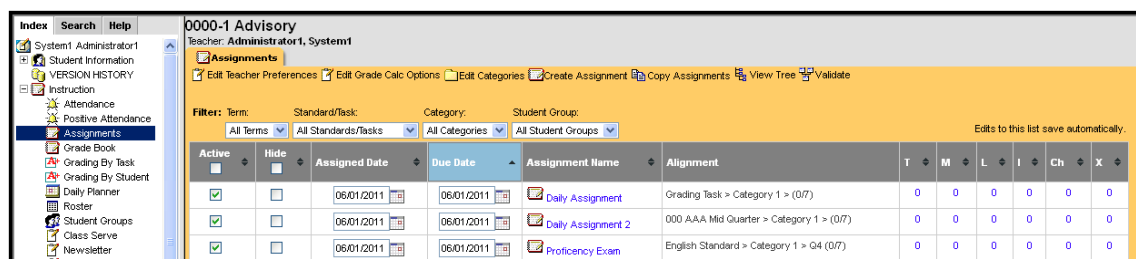 Index Search Help
System1 Administrator1
Student Information
VERSION HISTORY
Instruction
Attendance
Positive Attendance
Assignments
Grade Book
Grading By Task
Grading By Student
Daily Planner
Roster
Student Groups
Class Serve
Newsletter
0000-1 Advisory
Teacher: Administrator1, System1
Assignments
Edit Teacher Preferences Edit Grade Calc Options Edit Categories Create Assignment Copy Assignments View Tree Validate
Filter: Term: Standard/Task: Category: Student Group:
All Terms All Standards/Tasks All Categories All Student Groups Edits to this list save automatically.
Active Hide Assigned Date Due Date Assignment Name Alignment T M L I Ch X
06/01/2011 06/01/2011 Daily Assignment Grading Task > Category 1 > (0/7) 0 0 0 0 0 0
06/01/2011 06/01/2011 Daily Assignment 2 000 AAA Mid Quarter > Category 1 > (0/7) 0 0 0 0 0 0
06/01/2011 06/01/2011 Proficency Exam English Standard > Category 1 > Q4 (0/7) 0 0 0 0 0 0